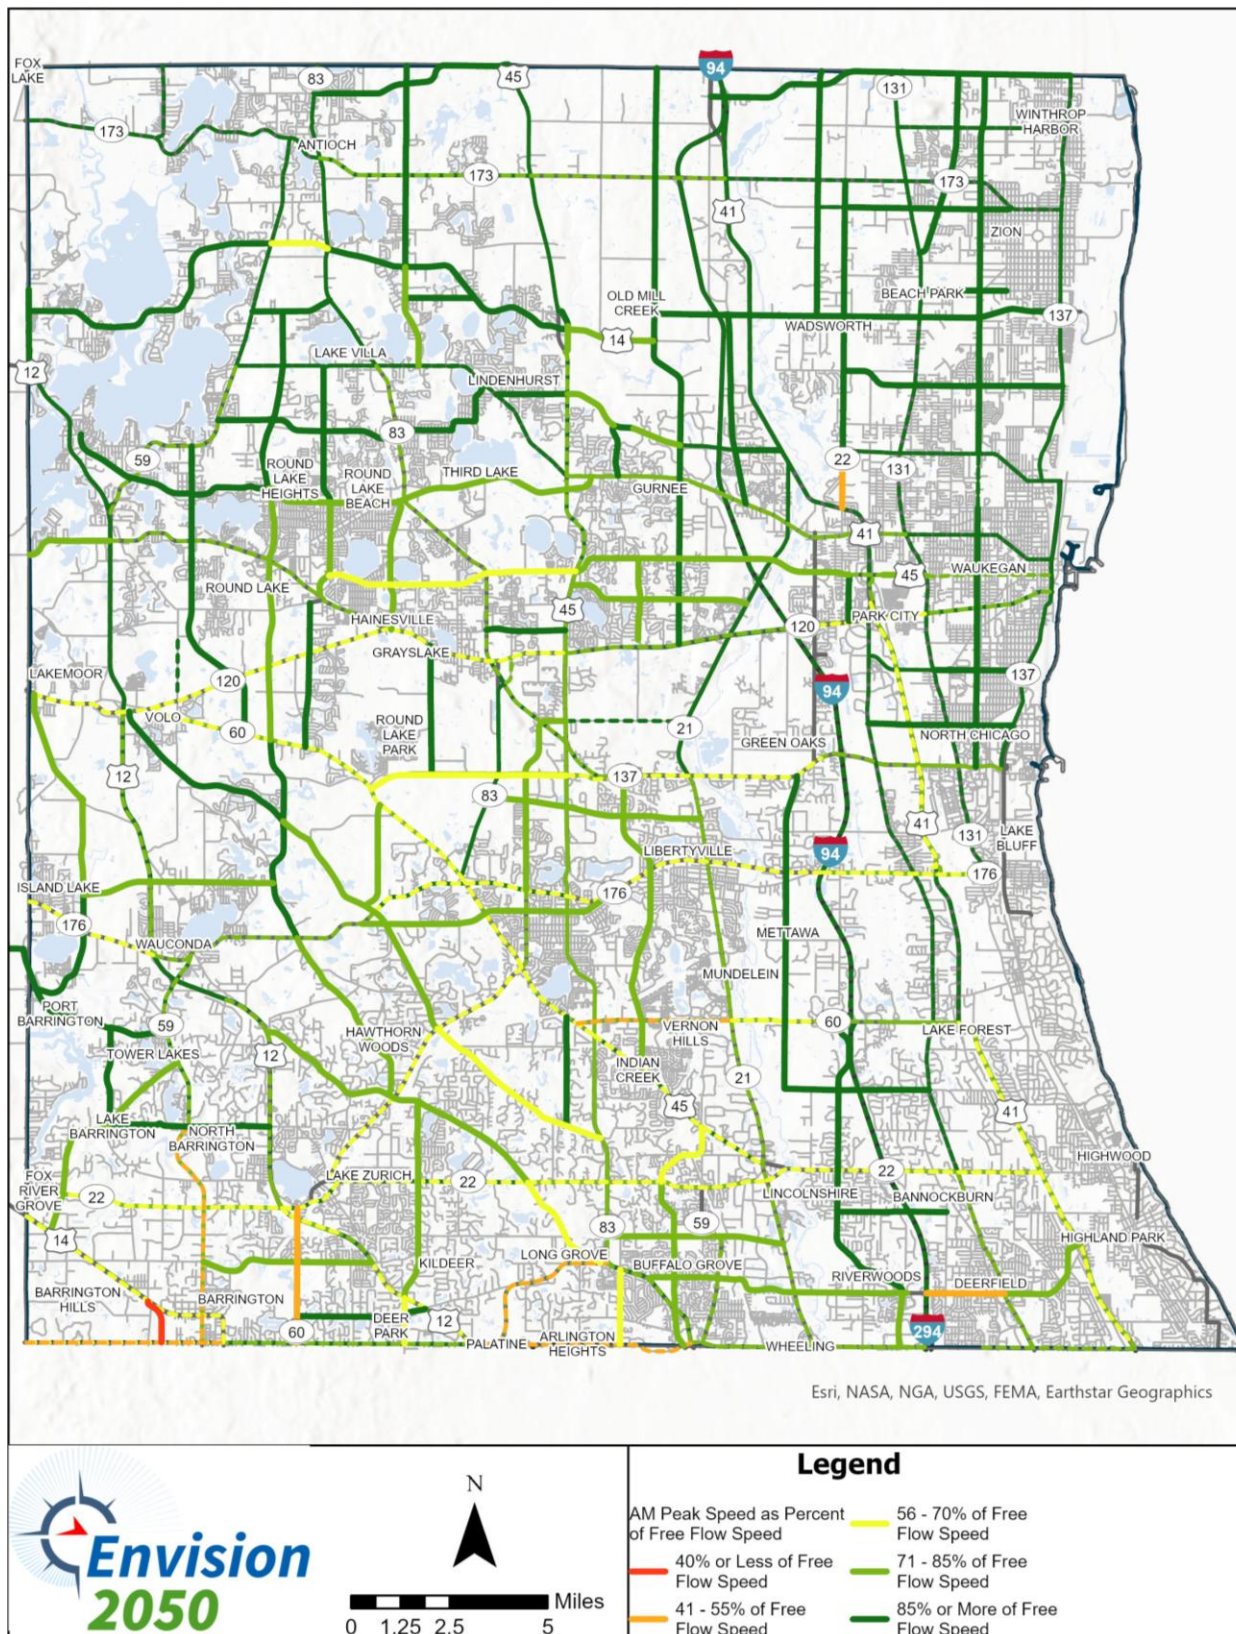 FOX
LAKE
83
45
94
131
WINTHROP
HARBOR
173
ANTIOCH
173
173
41
ZION
OLD MILL
CREEK
BEACH PARK
137
WADSWORTH
14
12
LAKE VILLA
LINDENHURST
83
59
ROUND
LAKE
HEIGHTS
ROUND
LAKE
BEACH
THIRD LAKE
GURNEE
22
131
41
ROUND LAKE
45
WAUKEGAN
HAINESVILLE
45
PARK CITY
120
GRAYSLAKE
LAKEMOOR
120
94
137
VOLO
60
ROUND
LAKE
PARK
21
GREEN OAKS
NORTH CHICAGO
12
137
83
41
131
LAKE
BLUFF
LIBERTYVILLE
94
176
ISLAND LAKE
176
176
WAUCONDA
METTAWA
MUNDELEIN
PORT
BARRINGTON
59
TOWER LAKES
12
HAWTHORN
WOODS
VERNON
HILLS
60
LAKE FOREST
INDIAN
CREEK
21
45
41
LAKE
BARRINGTON
NORTH
BARRINGTON
HIGHWOOD
FOX
RIVER
GROVE
22
LAKE ZURICH
22
LINCOLNSHIRE
22
BANNOCKBURN
14
83
59
HIGHLAND PARK
KILDEER
LONG GROVE
BUFFALO GROVE
RIVERWOODS
DEERFIELD
BARRINGTON
HILLS
BARRINGTON
60
DEER
PARK
12
PALATINE
ARLINGTON
HEIGHTS
WHEELING
294
Esri, NASA, NGA, USGS, FEMA, Earthstar Geographics
Envision
2050
N
Miles
0 1.25 2.5 5
Legend
AM Peak Speed as Percent
of Free Flow Speed
40% or Less of Free
Flow Speed
41 - 55% of Free
Flow Speed
56 - 70% of Free
Flow Speed
71 - 85% of Free
Flow Speed
85% or More of Free
Flow Speed